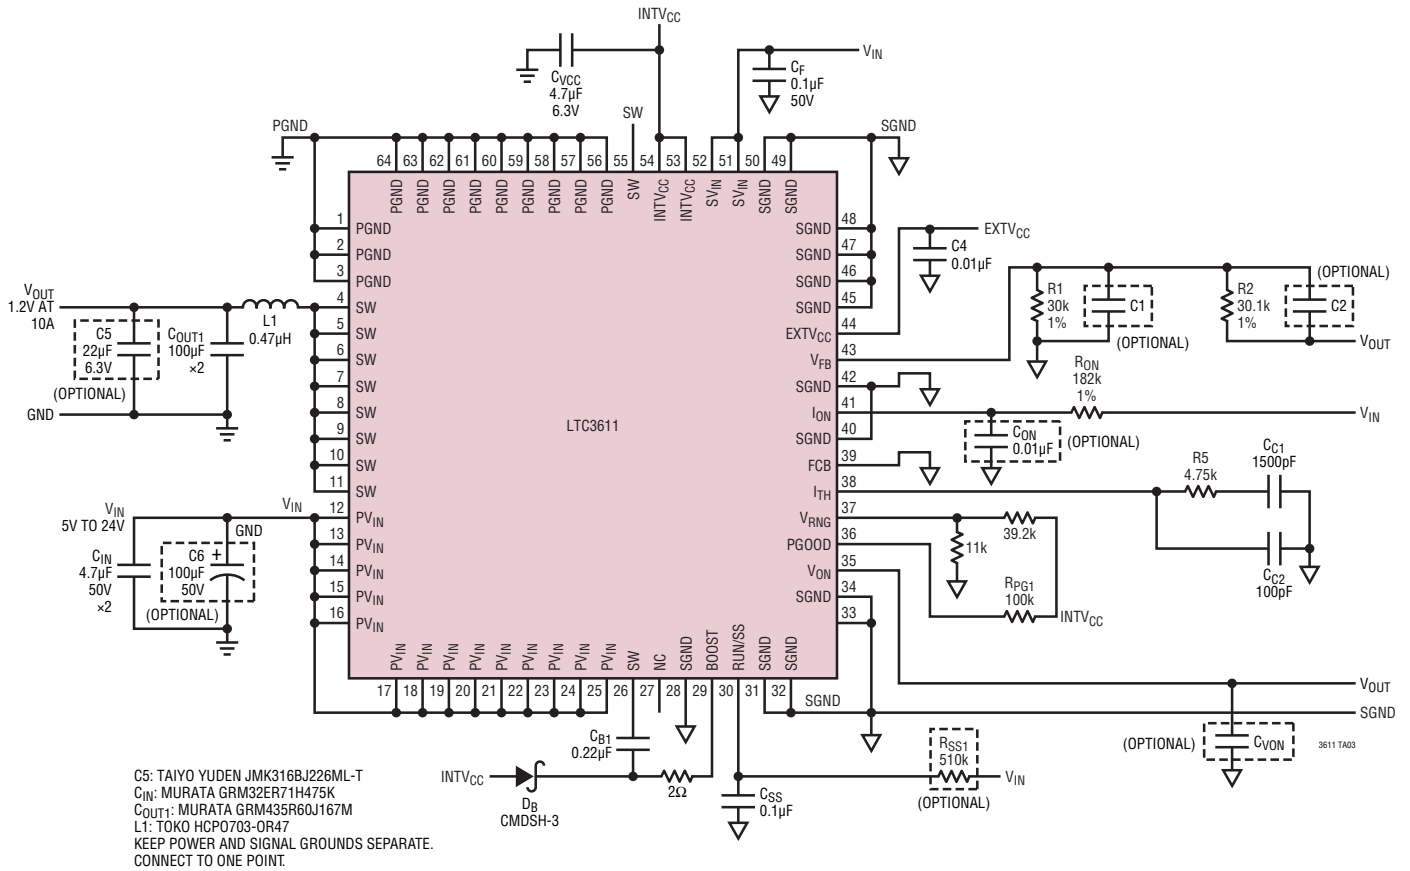 INTVCC
CVCC
4.7µF
6.3V
VIN
CF
0.1µF
50V
SW
PGND
SGND
64 63 62 61 60 59 58 57 56 55 54 53 52 51 50 49
PGND PGND PGND PGND PGND PGND PGND PGND PGND SW INTVCC INTVCC SVIN SVIN SGND SGND
1 PGND
2 PGND
3 PGND
4 SW
5 SW
6 SW
7 SW
8 SW
9 SW
10 SW
11 SW
12 PVIN
13 PVIN
14 PVIN
15 PVIN
16 PVIN
LTC3611
48 SGND
47 SGND
46 SGND
45 SGND
44 EXTVCC
43 VFB
42 SGND
41 ION
40 SGND
39 FCB
38 ITH
37 VRNG
36 PGOOD
35 VON
34 SGND
33
PVIN PVIN PVIN PVIN PVIN PVIN PVIN PVIN PVIN SW NC SGND BOOST RUN/SS SGND SGND
17 18 19 20 21 22 23 24 25 26 27 28 29 30 31 32
VOUT
1.2V AT
10A
C5
22µF
6.3V
(OPTIONAL)
COUT1
100µF
×2
L1
0.47µH
GND
VIN
5V TO 24V
VIN
GND
CIN
4.7µF
50V
×2
C6
+
100µF
50V
(OPTIONAL)
EXTVCC
C4
0.01µF
R1
30k
1%
C1
(OPTIONAL)
R2
30.1k
1%
(OPTIONAL)
C2
VOUT
RON
182k
1%
VIN
CON
0.01µF
(OPTIONAL)
R5
4.75k
CC1
1500pF
CC2
100pF
39.2k
11k
RPG1
100k
INTVCC
VOUT
SGND
SGND
(OPTIONAL)
CVON
3611 TA03
CB1
0.22µF
INTVCC
DB
CMDSH-3
2Ω
CSS
0.1µF
RSS1
510k
(OPTIONAL)
VIN
C5: TAIYO YUDEN JMK316BJ226ML-T
CIN: MURATA GRM32ER71H475K
COUT1: MURATA GRM435R60J167M
L1: TOKO HCP0703-OR47
KEEP POWER AND SIGNAL GROUNDS SEPARATE.
CONNECT TO ONE POINT.